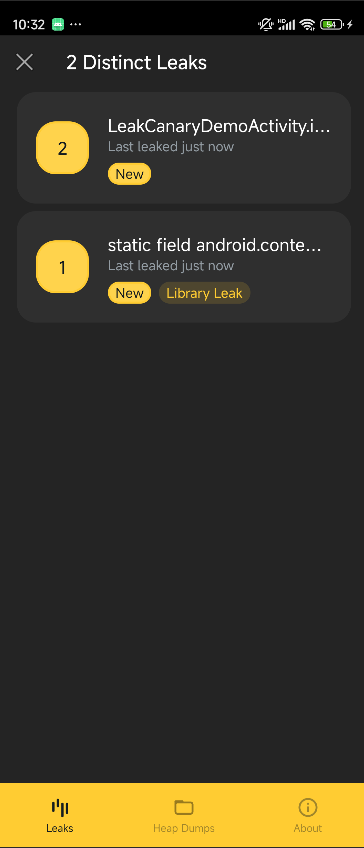 10:32
HD
54
2 Distinct Leaks
2
LeakCanaryDemoActivity.i...
Last leaked just now
New
1
static field android.conte...
Last leaked just now
New
Library Leak
Leaks
Heap Dumps
About